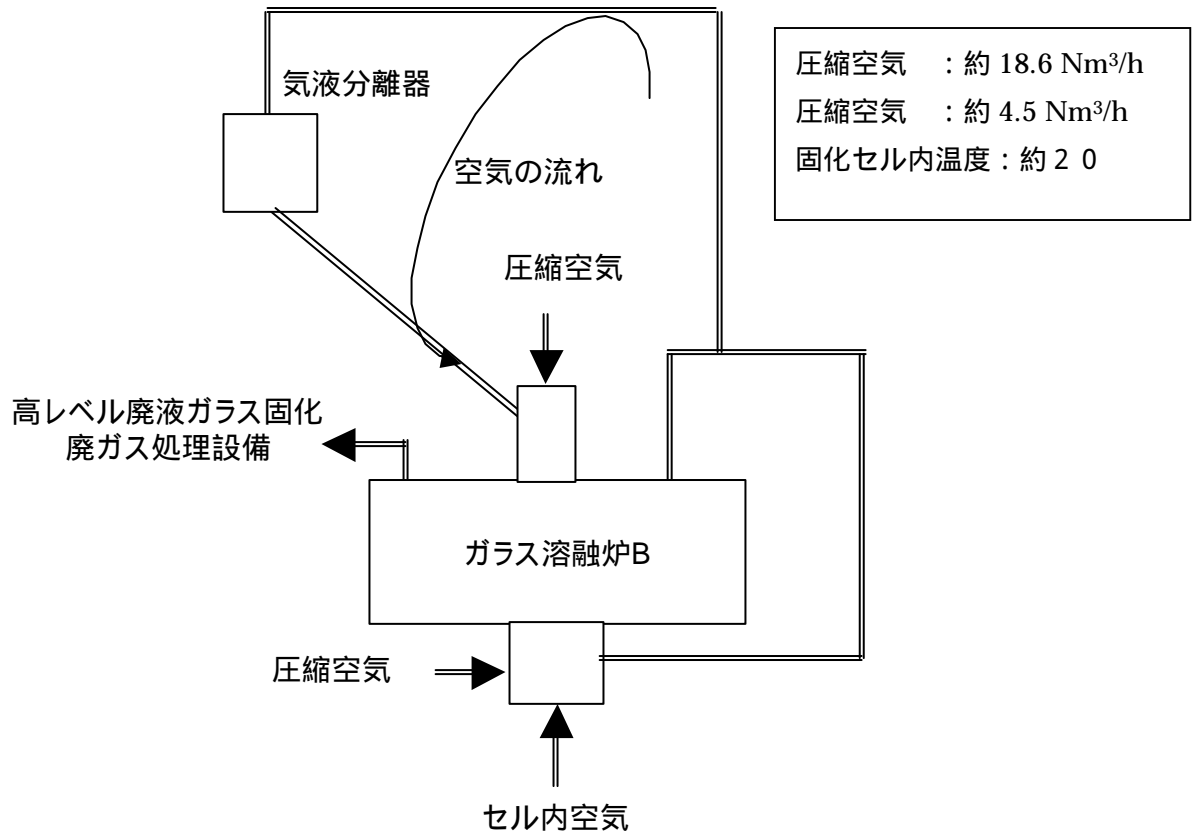 気液分離器
空気の流れ
圧縮空気
高レベル廃液ガラス固化
廃ガス処理設備
ガラス溶融炉B
圧縮空気
セル内空気
圧縮空気　：約 18.6 Nm³/h
圧縮空気　：約 4.5 Nm³/h
固化セル内温度：約２０